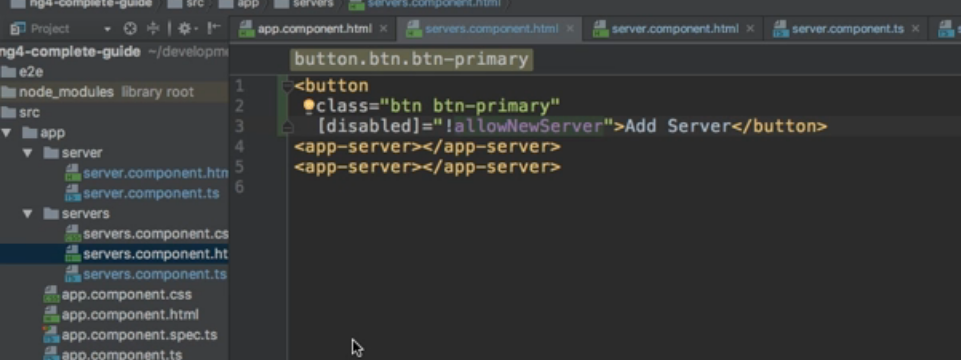 ng4-complete-guide src app servers servers.component.html
Project
app.component.html × servers.component.html × server.component.html × server.component.ts ×
ng4-complete-guide ~/developme
button.btn.btn-primary
e2e
node_modules library root
src
app
server
server.component.htm
server.component.ts
servers
servers.component.cs
servers.component.ht
servers.component.ts
app.component.css
app.component.html
app.component.spec.ts
app.component.ts
1 <button
2 class="btn btn-primary"
3 [disabled]="!allowNewServer">Add Server</button>
4 <app-server></app-server>
5 <app-server></app-server>
6